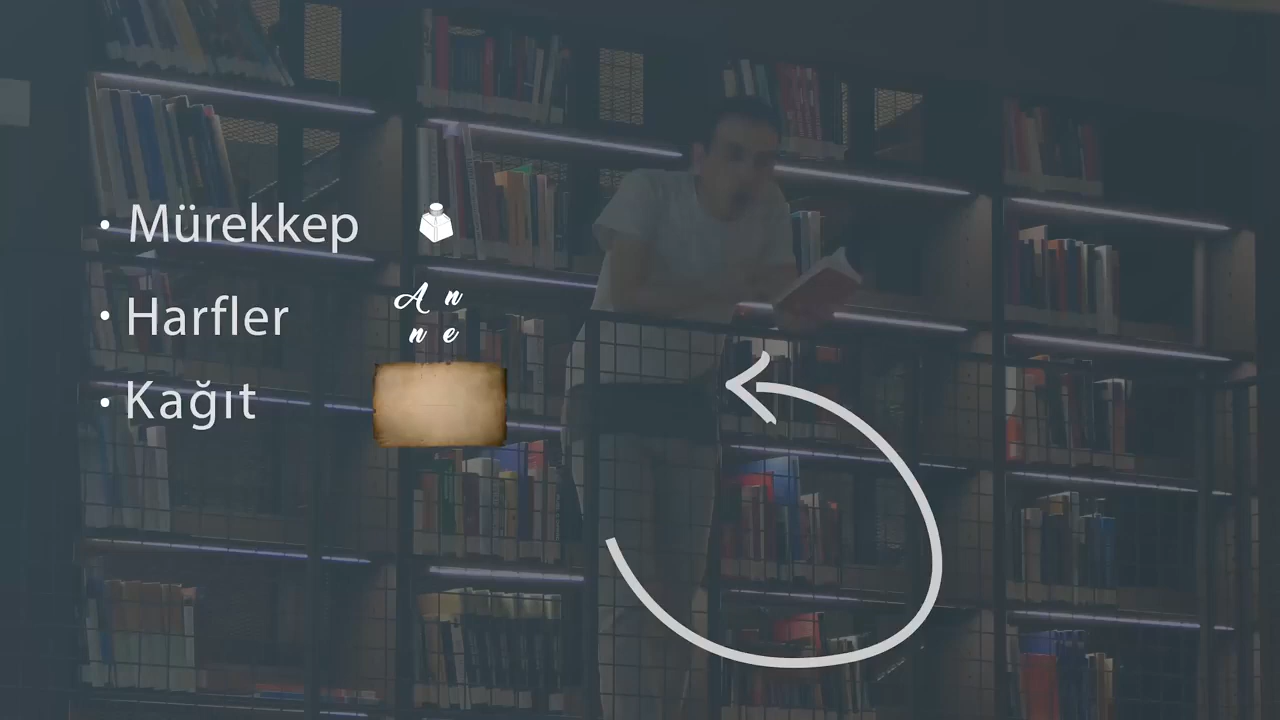 • Mürekkep
• Harfler
A n
n e
• Kağıt